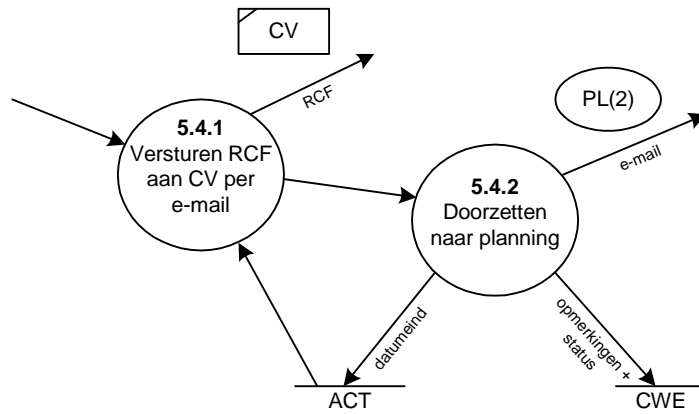 CV
RCF
5.4.1
Versturen RCF
aan CV per
e-mail
PL(2)
e-mail
5.4.2
Doorzetten
naar planning
datumeind
opmerkingen +
status
ACT
CWE